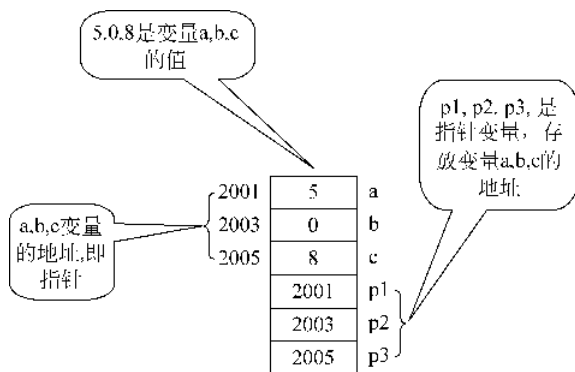 5.0.8是变量a,b,c
的值
p1, p2. p3, 是
指针变量，存
放变量a,b,c的
地址
2001 5 a
2003 0 b
2005 8 c
a,b,c变量
的地址,即
指针
2001 p1
2003 p2
2005 p3